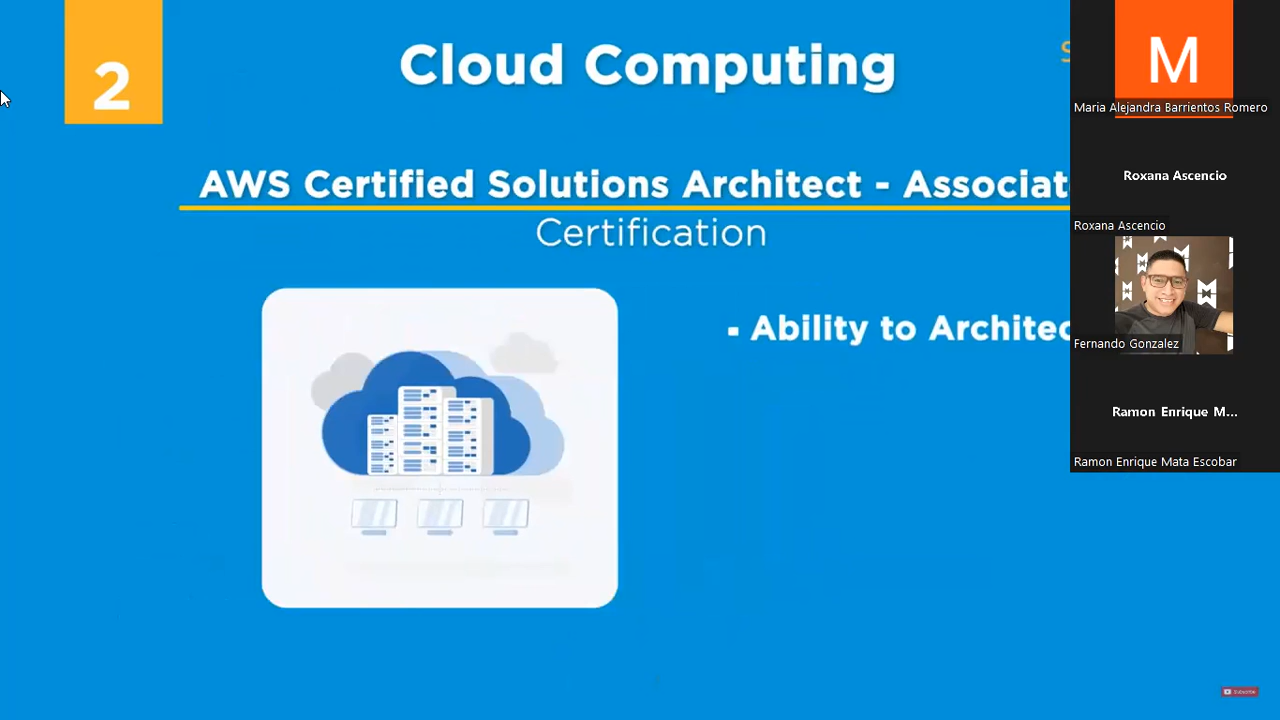 2
Cloud Computing
S
AWS Certified Solutions Architect - Associat
Certification
▪ Ability to Architec
M
Maria Alejandra Barrientos Romero
Roxana Ascencio
Roxana Ascencio
Fernando Gonzalez
Ramon Enrique M...
Ramon Enrique Mata Escobar
Subscribe